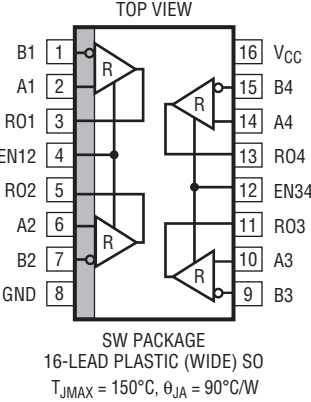 TOP VIEW
B1 1
A1 2
RO1 3
EN12 4
RO2 5
A2 6
B2 7
GND 8
R
R
R
R
16 VCC
15 B4
14 A4
13 RO4
12 EN34
11 RO3
10 A3
9 B3
SW PACKAGE
16-LEAD PLASTIC (WIDE) SO
TJMAX = 150°C, θJA = 90°C/W